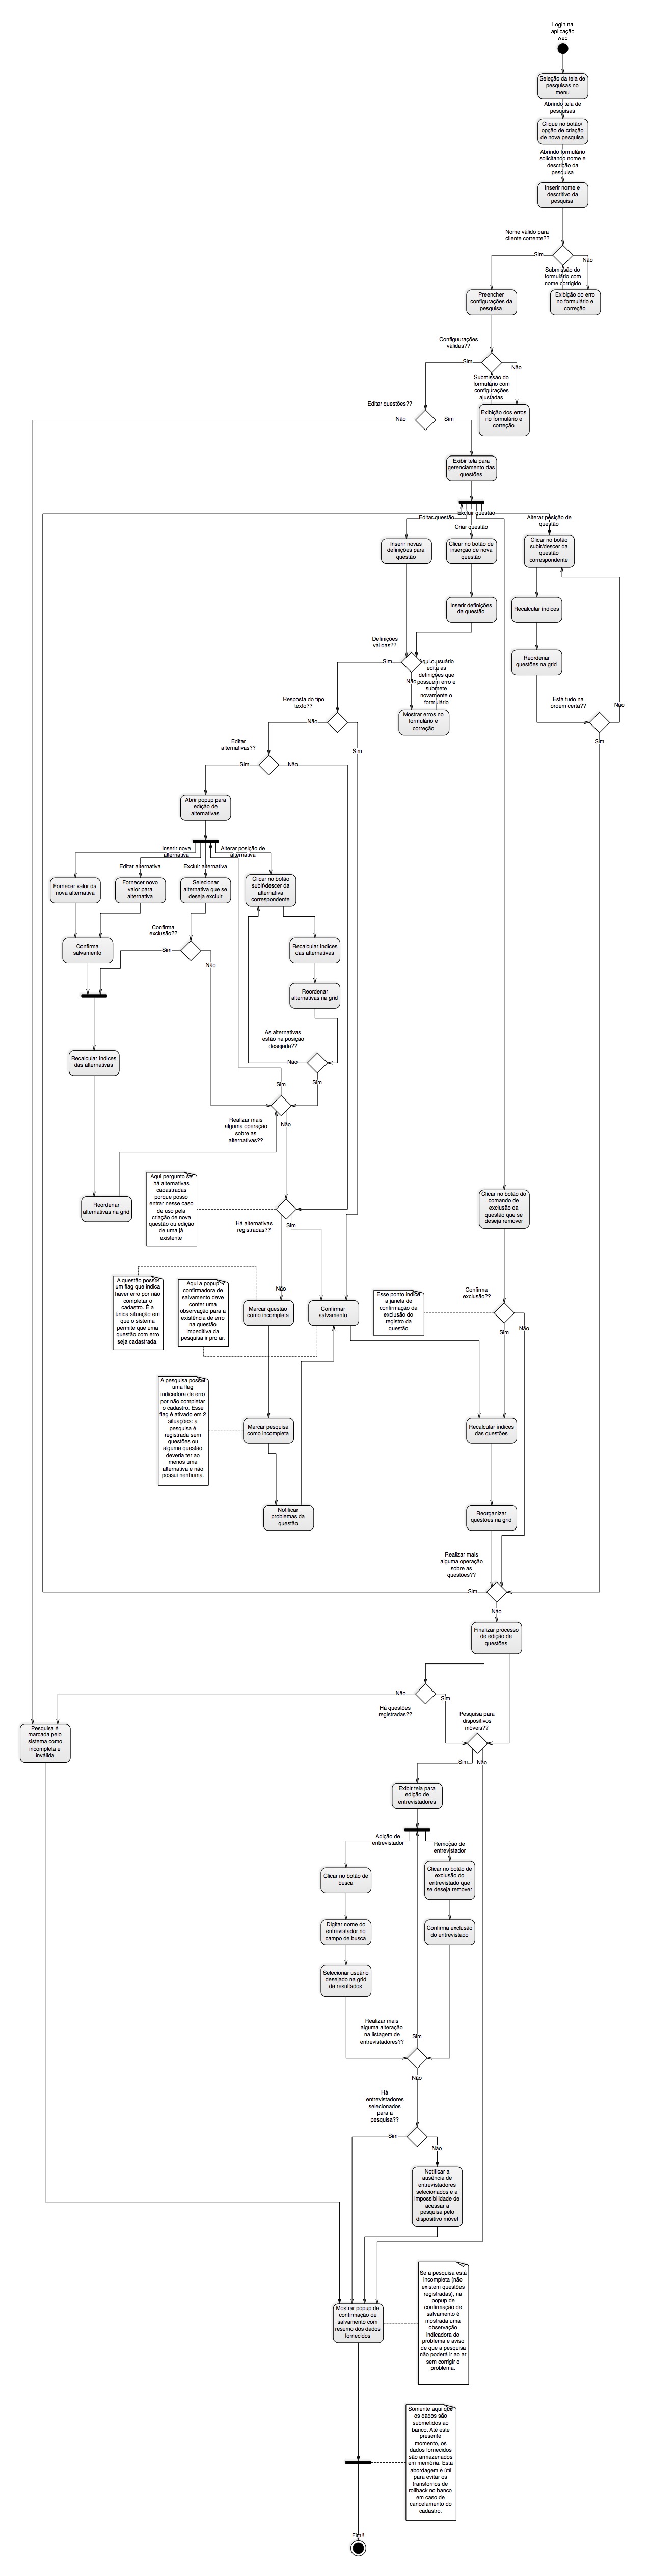 Login na
aplicação
web
Seleção da tela de
pesquisas no
menu
Abrindo tela de
pesquisas
Clique no botão/
opção de criação
de nova pesquisa
Abrindo formulário
solicitando nome e
descrição da
pesquisa
Inserir nome e
descritivo da
pesquisa
Nome válido para
cliente corrente??
Sim
Não
Submissão do
formulário com
nome corrigido
Preencher
configurações da
pesquisa
Exibição do erro
no formulário e
correção
Configuurações
válidas??
Sim
Não
Submissão do
formulário com
configurações
ajustadas
Editar questões??
Exibição dos erros
no formulário e
correção
Não
Sim
Exibir tela para
gerenciamento das
questões
Excluir questão
Editar questão
Alterar posição de
questão
Criar questão
Inserir novas
definições para
questão
Clicar no botão de
inserção de nova
questão
Clicar no botão
subir/descer da
questão
correspondente
Inserir definições
da questão
Recalcular índices
Definições
válidas??
Sim
Não
Aqui o usuário
edita as
definições que
possuem erro e
submete
novamente o
formulário
Reordenar
questões na grid
Resposta do tipo
texto??
Não
Sim
Mostrar erros no
formulário e
correção
Está tudo na
ordem certa??
Não
Sim
Editar
alternativas??
Sim
Não
Abrir popup para
edição de
alternativas
Inserir nova
alternativa
Alterar posição de
alternativa
Editar alternativa
Excluir alternativa
Fornecer valor da
nova alternativa
Fornecer novo
valor para
alternativa
Selecionar
alternativa que se
deseja excluir
Clicar no botão
subir/descer da
alternativa
correspondente
Confirma
salvamento
Confirma
exclusão??
Sim
Não
Recalcular índices
das alternativas
Reordenar
alternativas na grid
As alternativas
estão na posição
desejada??
Não
Sim
Recalcular índices
das alternativas
Sim
Realizar mais
alguma operação
sobre as
alternativas??
Não
Aqui pergunto se
há alternativas
cadastradas
porque posso
entrar nesse caso
de uso pela
criação de nova
questão ou edição
de uma já
existente
Reordenar
alternativas na grid
Há alternativas
registradas??
Sim
Não
Clicar no botão do
comando de
exclusão da
questão que se
deseja remover
A questão possui
um flag que indica
haver erro por não
completar o
cadastro. É a
única situação em
que o sistema
permite que uma
questão com erro
seja cadastrada.
Aqui a popup
confirmadora de
salvamento deve
conter uma
observação para a
existência de erro
na questão
impeditiva da
pesquisa ir pro ar.
Marcar questão
como incompleta
Confirmar
salvamento
Esse ponto indica
a janela de
confirmação da
exclusão do
registro da
questão
Confirma
exclusão??
Sim
Não
A pesquisa possui
uma flag
indicadora de erro
por não completar
o cadastro. Esse
flag é ativado em 2
situações: a
pesquisa é
registrada sem
questões ou
alguma questão
deveria ter ao
menos uma
alternativa e não
possui nenhuma.
Marcar pesquisa
como incompleta
Recalcular índices
das questões
Notificar
problemas da
questão
Reorganizar
questões na grid
Realizar mais
alguma operação
sobre as
questões??
Sim
Não
Finalizar processo
de edição de
questões
Não
Sim
Há questões
registradas??
Pesquisa para
dispositivos
móveis??
Pesquisa é
marcada pelo
sistema como
incompleta e
inválida
Sim
Não
Exibir tela para
edição de
entrevistadores
Adição de
entrevistador
Remoção de
entrevistador
Clicar no botão de
busca
Clicar no botão de
exclusão do
entrevistado que
se deseja remover
Digitar nome do
entrevistador no
campo de busca
Confirma exclusão
do entrevistado
Selecionar usuário
desejado na grid
de resultados
Realizar mais
alguma alteração
na listagem de
entrevistadores??
Sim
Não
Há
entrevistadores
selecionados
para a
pesquisa??
Sim
Não
Notificar a
ausência de
entrevistadores
selecionados e a
impossibilidade de
acessar a
pesquisa pelo
dispositivo móvel
Mostrar popup de
confirmação de
salvamento com
resumo dos dados
fornecidos
Se a pesquisa está
incompleta (não
existem questões
registradas), na
popup de
confirmação de
salvamento é
mostrada uma
observação
indicadora do
problema e aviso
de que a pesquisa
não poderá ir ao ar
sem corrigir o
problema.
Somente aqui que
os dados são
submetidos ao
banco. Até este
presente
momento, os
dados fornecidos
são armazenados
em memória. Esta
abordagem é útil
para evitar os
transtornos de
rollback no banco
em caso de
cancelamento do
cadastro.
Fim!!